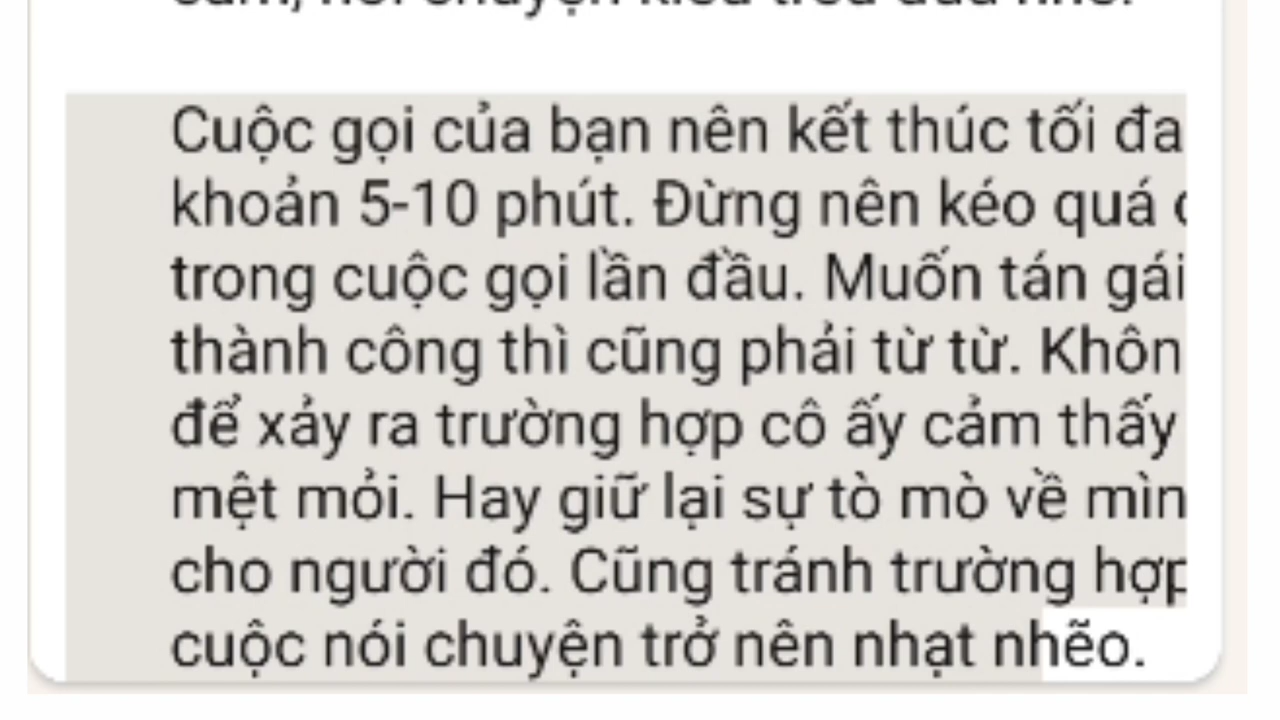 Cuộc gọi của bạn nên kết thúc tối đa
khoản 5-10 phút. Đừng nên kéo quá
trong cuộc gọi lần đầu. Muốn tán gái
thành công thì cũng phải từ từ. Khôn
để xảy ra trường hợp cô ấy cảm thấy
mệt mỏi. Hay giữ lại sự tò mò về mìn
cho người đó. Cũng tránh trường hợp
cuộc nói chuyện trở nên nhạt nhẽo.